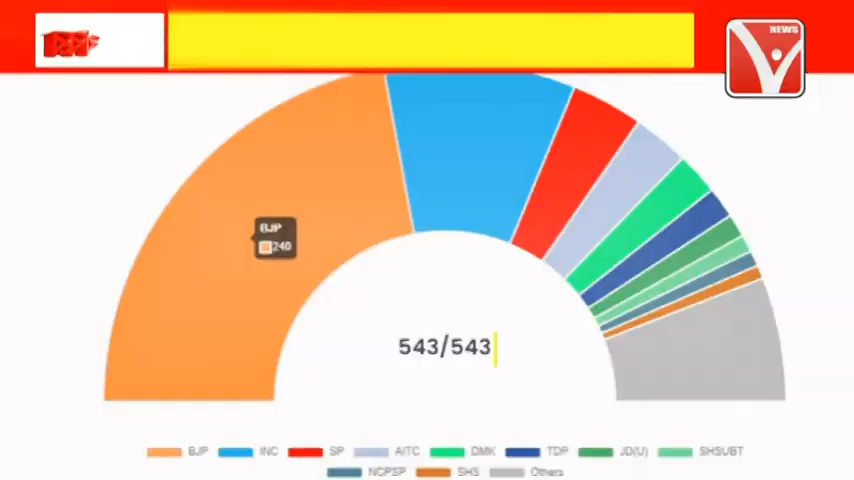 NEWS
V
BJP
240
543/543
BJP INC SP AITC DMK TDP JD(U) SHSUBT
NCPSP SHS Others